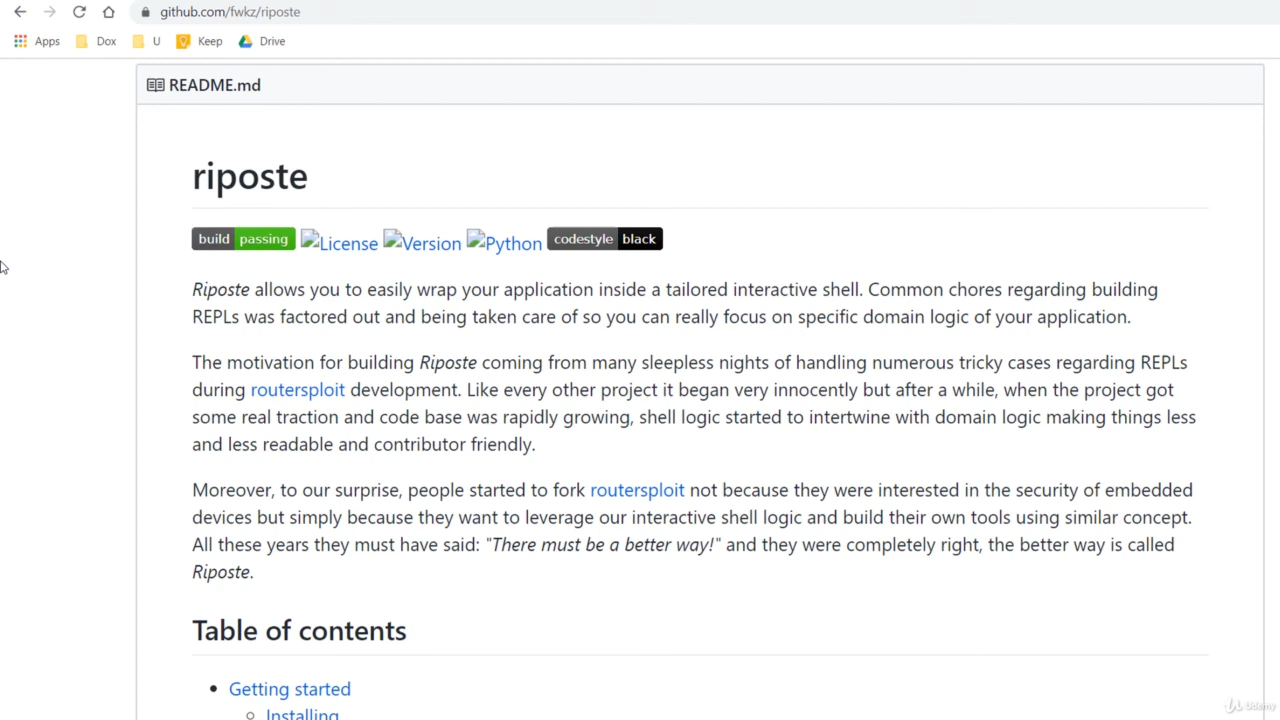 github.com/fwkz/riposte
Apps Dox U Keep Drive
README.md
riposte
build passing License Version Python codestyle black
Riposte allows you to easily wrap your application inside a tailored interactive shell. Common chores regarding building
REPLs was factored out and being taken care of so you can really focus on specific domain logic of your application.
The motivation for building Riposte coming from many sleepless nights of handling numerous tricky cases regarding REPLs
during routersploit development. Like every other project it began very innocently but after a while, when the project got
some real traction and code base was rapidly growing, shell logic started to intertwine with domain logic making things less
and less readable and contributor friendly.
Moreover, to our surprise, people started to fork routersploit not because they were interested in the security of embedded
devices but simply because they want to leverage our interactive shell logic and build their own tools using similar concept.
All these years they must have said: "There must be a better way!" and they were completely right, the better way is called
Riposte.
Table of contents
• Getting started
○ Installing
Udemy